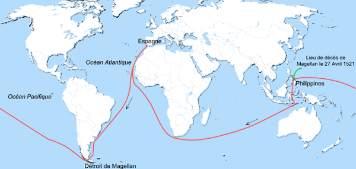 Espagne
Lieu de décès de
Magellan le 27 Avril 1521
Océan Atlantique
Philippines
Océan Pacifique
Détroit de Magellan